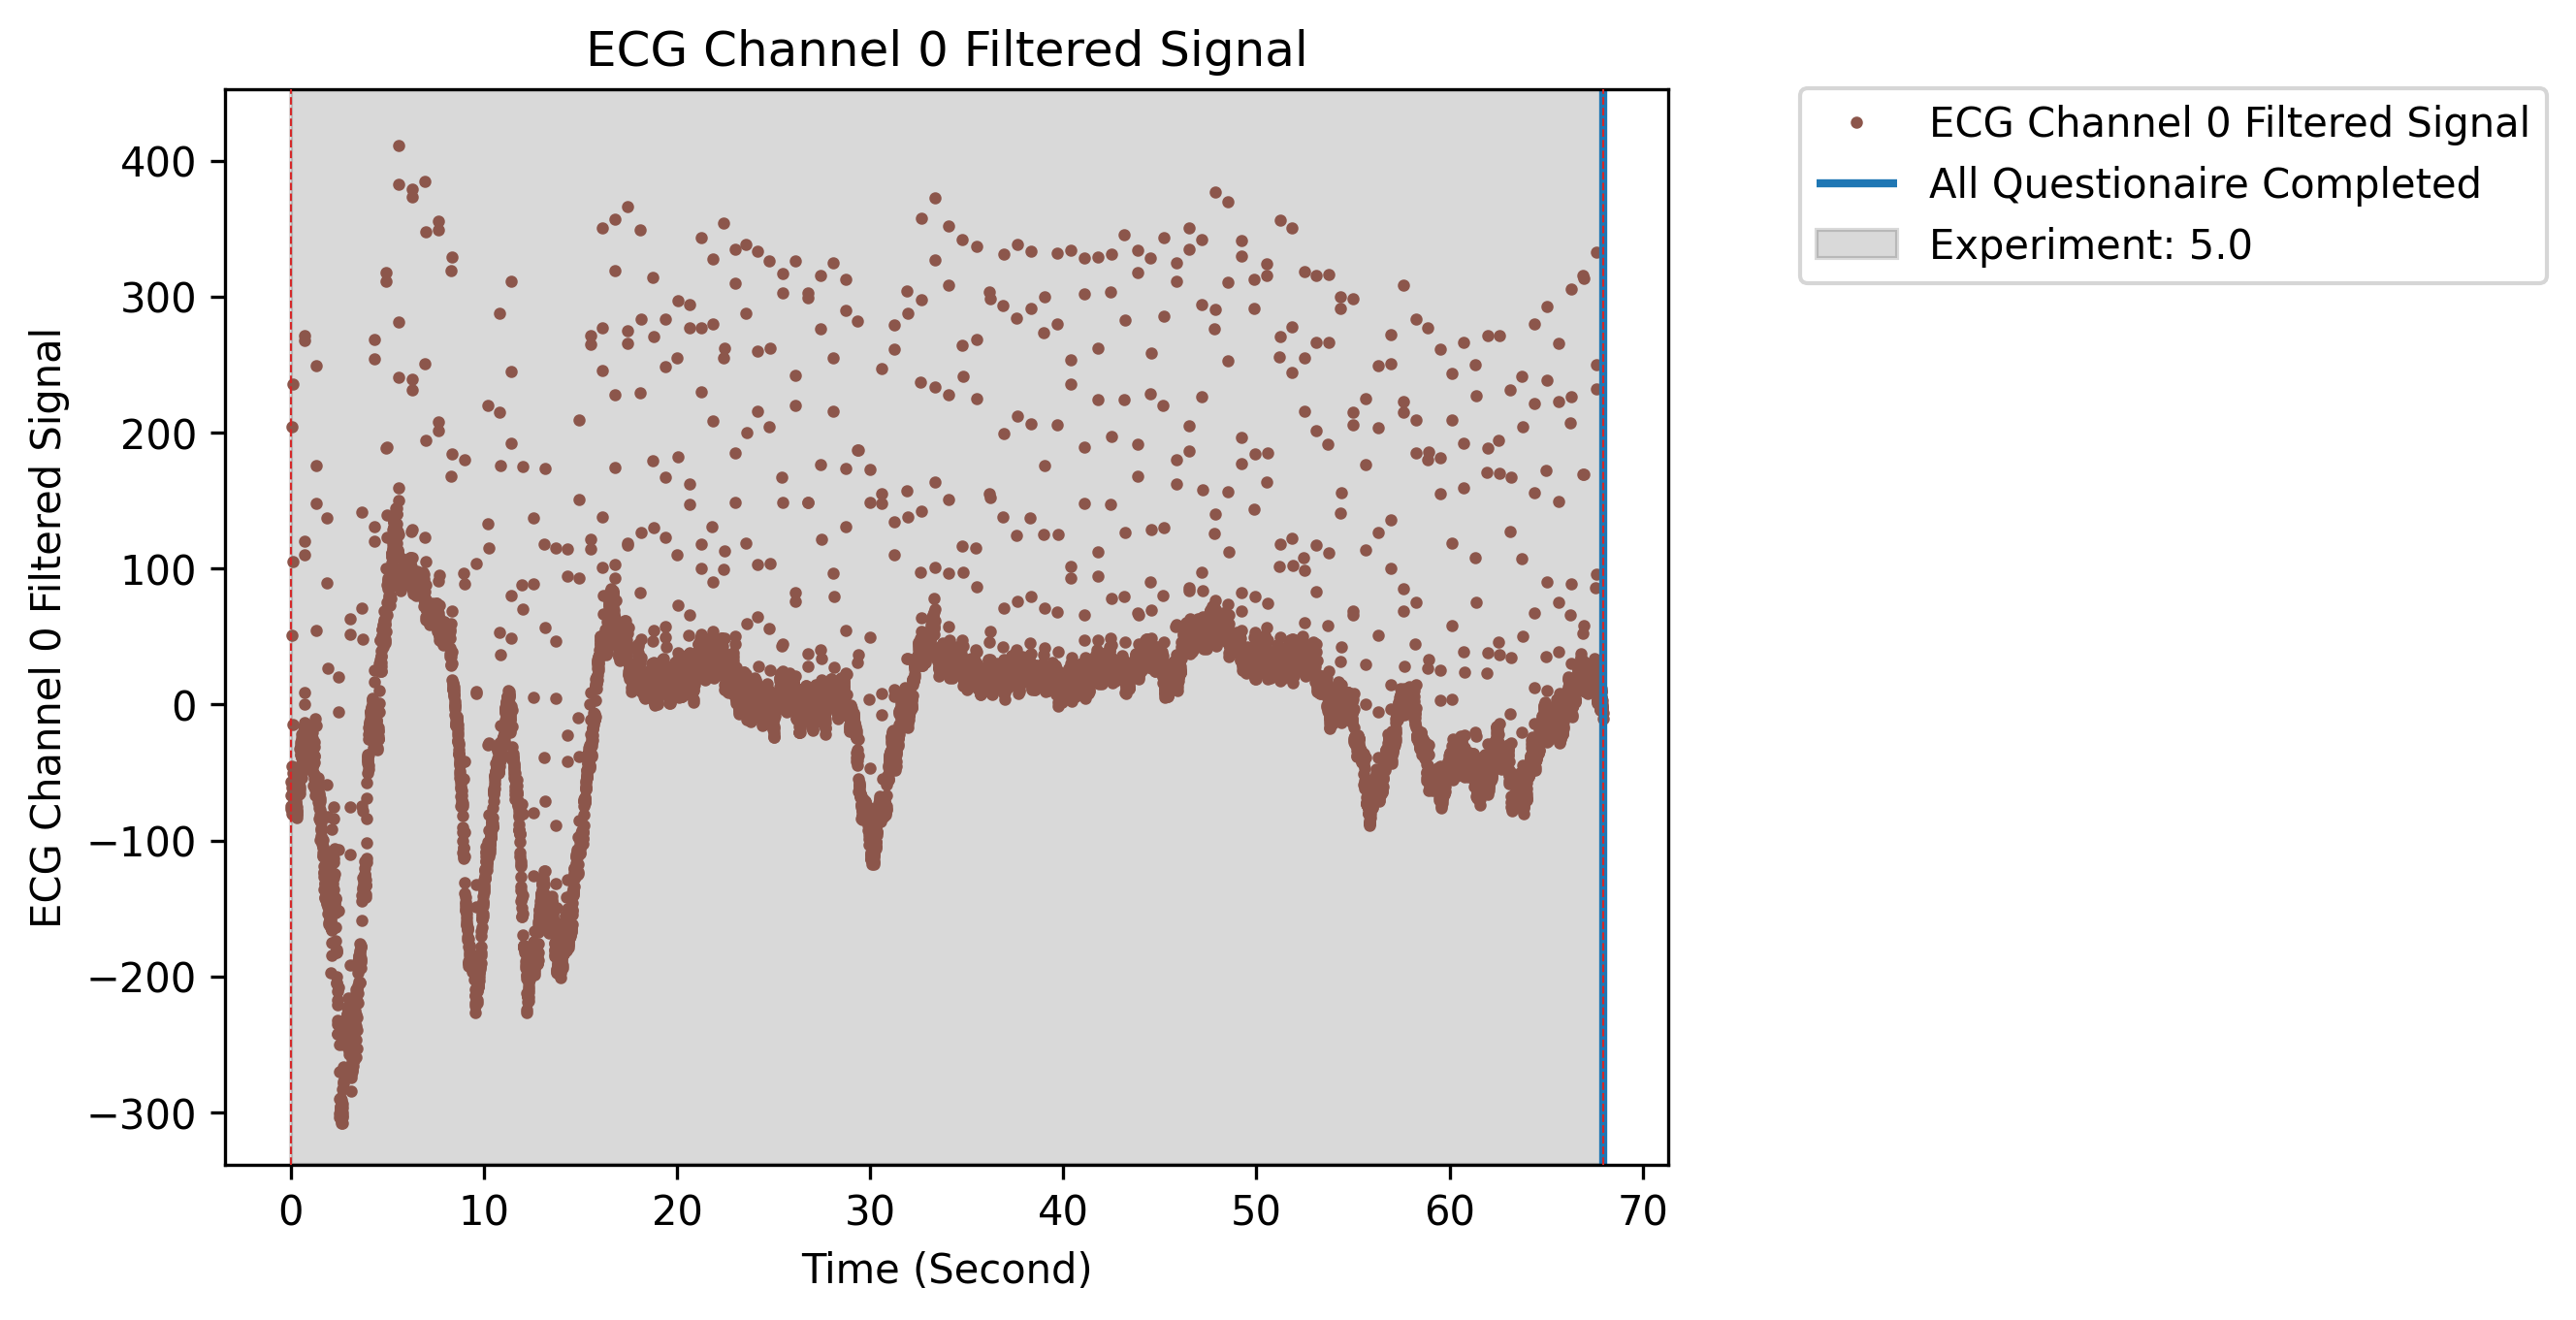 ECG Channel 0 Filtered Signal
ECG Channel 0 Filtered Signal
400
300
200
100
0
−100
−200
−300
0 10 20 30 40 50 60 70
Time (Second)
ECG Channel 0 Filtered Signal
All Questionaire Completed
Experiment: 5.0